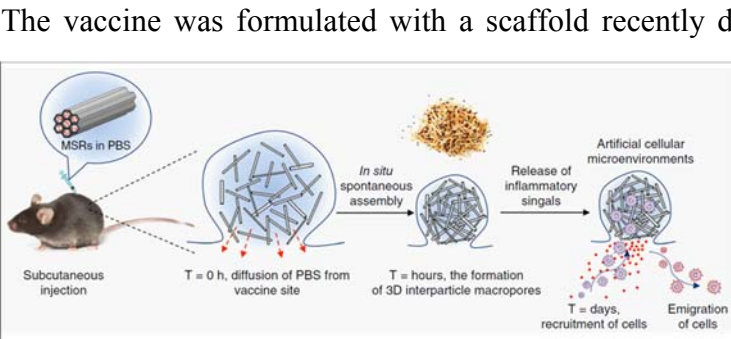 The vaccine was formulated with a scaffold recently d
MSRs in PBS
Subcutaneous
injection
T = 0 h, diffusion of PBS from
vaccine site
In situ
spontaneous
assembly
T = hours, the formation
of 3D interparticle macropores
Release of
inflammatory
singals
Artificial cellular
microenvironments
T = days,
recruitment of cells
Emigration
of cells